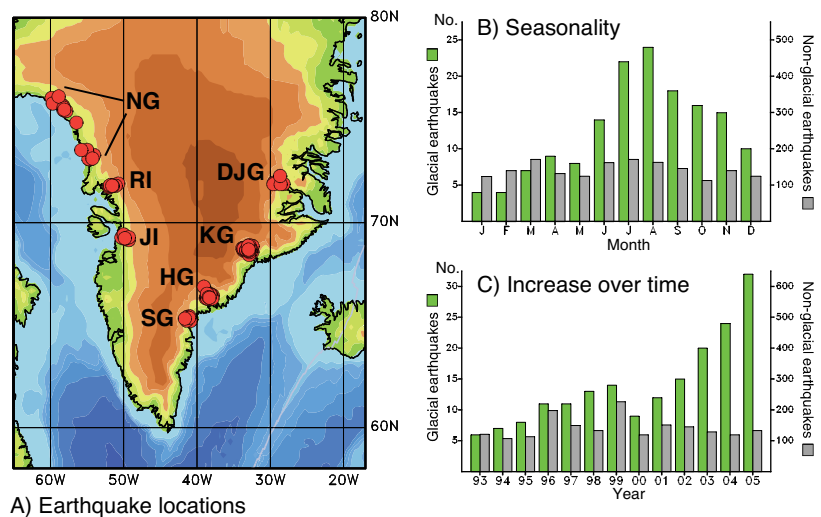 80N
70N
60N
60W 50W 40W 30W 20W
NG
RI
JI
DJG
KG
HG
SG
A) Earthquake locations
B) Seasonality
No.
25
20
15
10
5
Glacial earthquakes
500
400
300
200
100
Non-glacial earthquakes
J F M A M J J A S O N D
Month
C) Increase over time
No.
30
25
20
15
10
5
Glacial earthquakes
600
500
400
300
200
100
Non-glacial earthquakes
93 94 95 96 97 98 99 00 01 02 03 04 05
Year